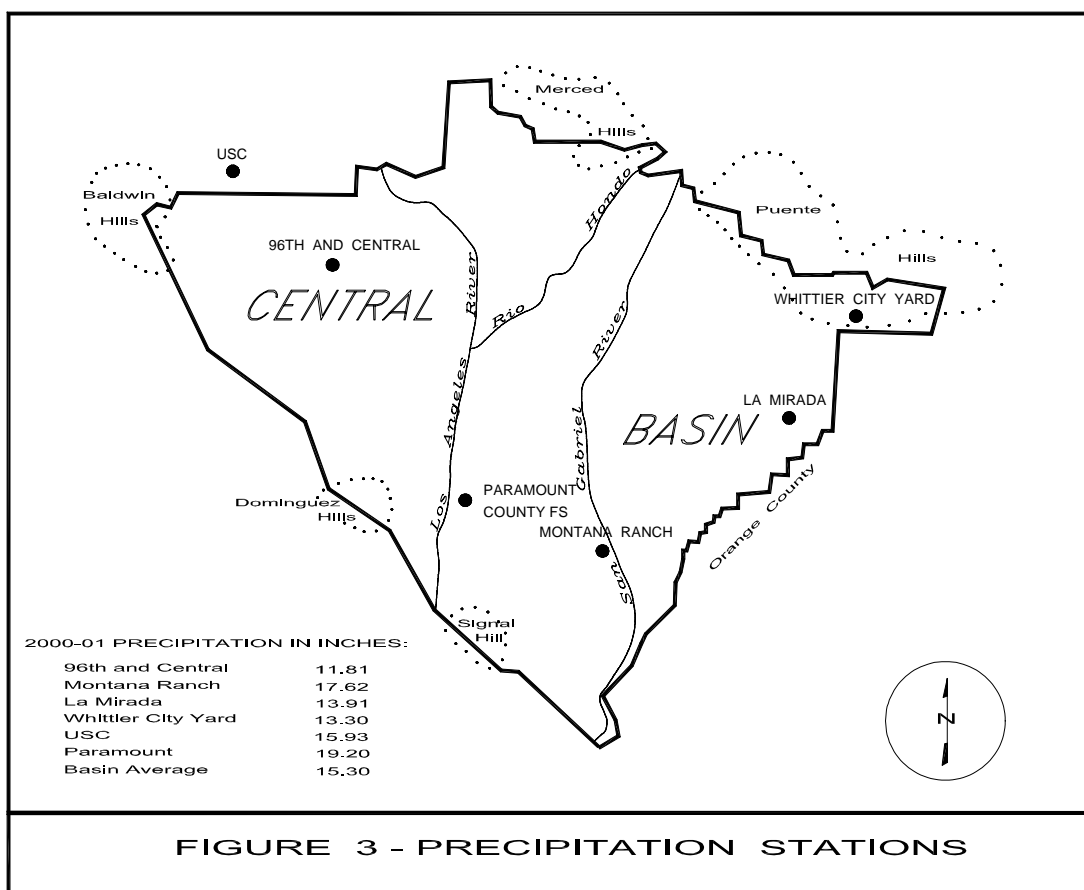 Merced
Hills
USC
Baldwin
Hills
Hondo
Puente
96TH AND CENTRAL
Hills
CENTRAL
River
Rio
WHITTIER CITY YARD
River
Angeles
LA MIRADA
BASIN
Gabriel
PARAMOUNT
COUNTY FS
Dominguez
Hills
Los
MONTANA RANCH
Orange County
San
Signal
Hill
2000-01 PRECIPITATION IN INCHES:
96th and Central 11.81
Montana Ranch 17.62
La Mirada 13.91
Whittier City Yard 13.30
USC 15.93
Paramount 19.20
Basin Average 15.30
N
FIGURE 3 - PRECIPITATION STATIONS